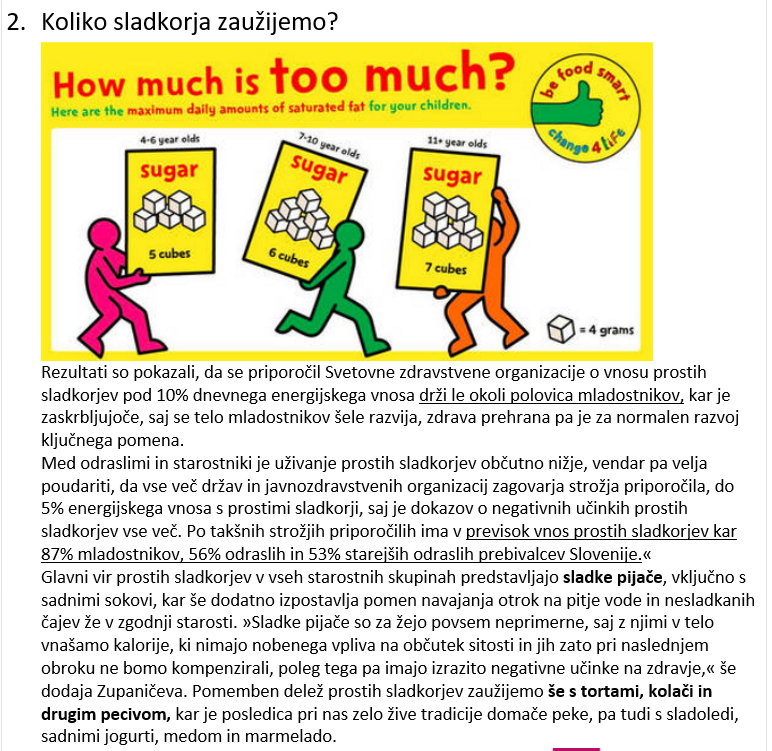 2. Koliko sladkorja zaužijemo?
How much is too much?
Here are the maximum daily amounts of saturated fat for your children.
be food smart
change4LiFe
4-6 year olds
sugar
5 cubes
7-10 year olds
sugar
6 cubes
11+ year olds
sugar
7 cubes
= 4 grams
Rezultati so pokazali, da se priporočil Svetovne zdravstvene organizacije o vnosu prostih
sladkorjev pod 10% dnevnega energijskega vnosa drži le okoli polovica mladostnikov, kar je
zaskrbljujoče, saj se telo mladostnikov šele razvija, zdrava prehrana pa je za normalen razvoj
ključnega pomena.
Med odraslimi in starostniki je uživanje prostih sladkorjev občutno nižje, vendar pa velja
poudariti, da vse več držav in javnozdravstvenih organizacij zagovarja strožja priporočila, do
5% energijskega vnosa s prostimi sladkorji, saj je dokazov o negativnih učinkih prostih
sladkorjev vse več. Po takšnih strožjih priporočilih ima v previsok vnos prostih sladkorjev kar
87% mladostnikov, 56% odraslih in 53% starejših odraslih prebivalcev Slovenije.«
Glavni vir prostih sladkorjev v vseh starostnih skupinah predstavljajo sladke pijače, vključno s
sadnimi sokovi, kar še dodatno izpostavlja pomen navajanja otrok na pitje vode in nesladkanih
čajev že v zgodnji starosti. »Sladke pijače so za žejo povsem neprimerne, saj z njimi v telo
vnašamo kalorije, ki nimajo nobenega vpliva na občutek sitosti in jih zato pri naslednjem
obroku ne bomo kompenzirali, poleg tega pa imajo izrazito negativne učinke na zdravje,« še
dodaja Zupaničeva. Pomemben delež prostih sladkorjev zaužijemo še s tortami, kolači in
drugim pecivom, kar je posledica pri nas zelo žive tradicije domače peke, pa tudi s sladoledi,
sadnimi jogurti, medom in marmelado.